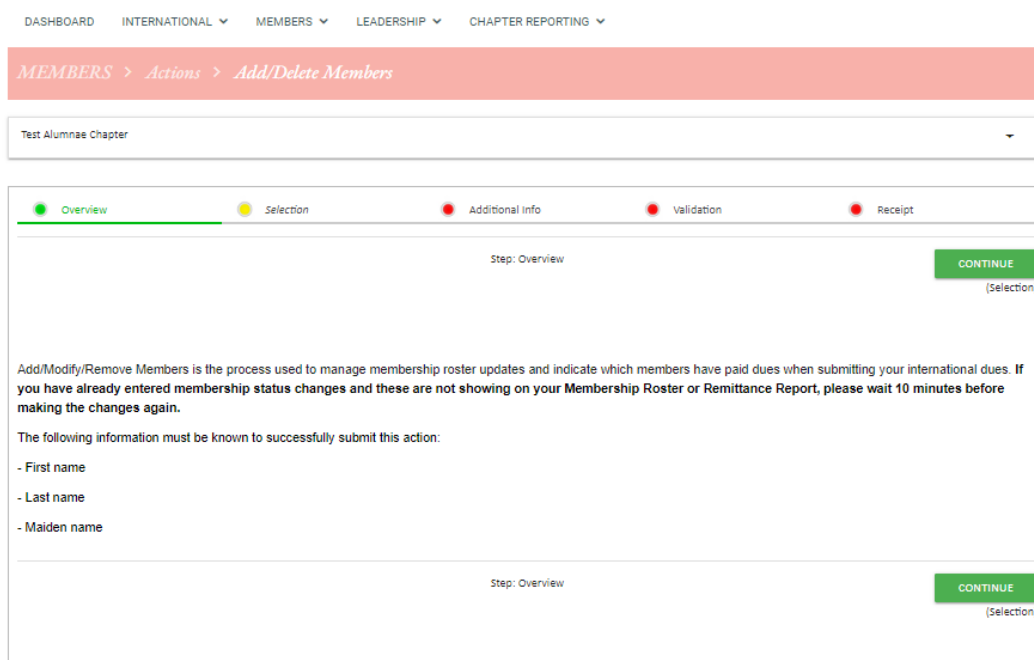 DASHBOARD INTERNATIONAL MEMBERS LEADERSHIP CHAPTER REPORTING
MEMBERS > Actions > Add/Delete Members
Test Alumnae Chapter
Overview Selection Additional Info Validation Receipt
Step: Overview
CONTINUE
(Selection
Add/Modify/Remove Members is the process used to manage membership roster updates and indicate which members have paid dues when submitting your international dues. If
you have already entered membership status changes and these are not showing on your Membership Roster or Remittance Report, please wait 10 minutes before
making the changes again.
The following information must be known to successfully submit this action:
- First name
- Last name
- Maiden name
Step: Overview
CONTINUE
(Selection